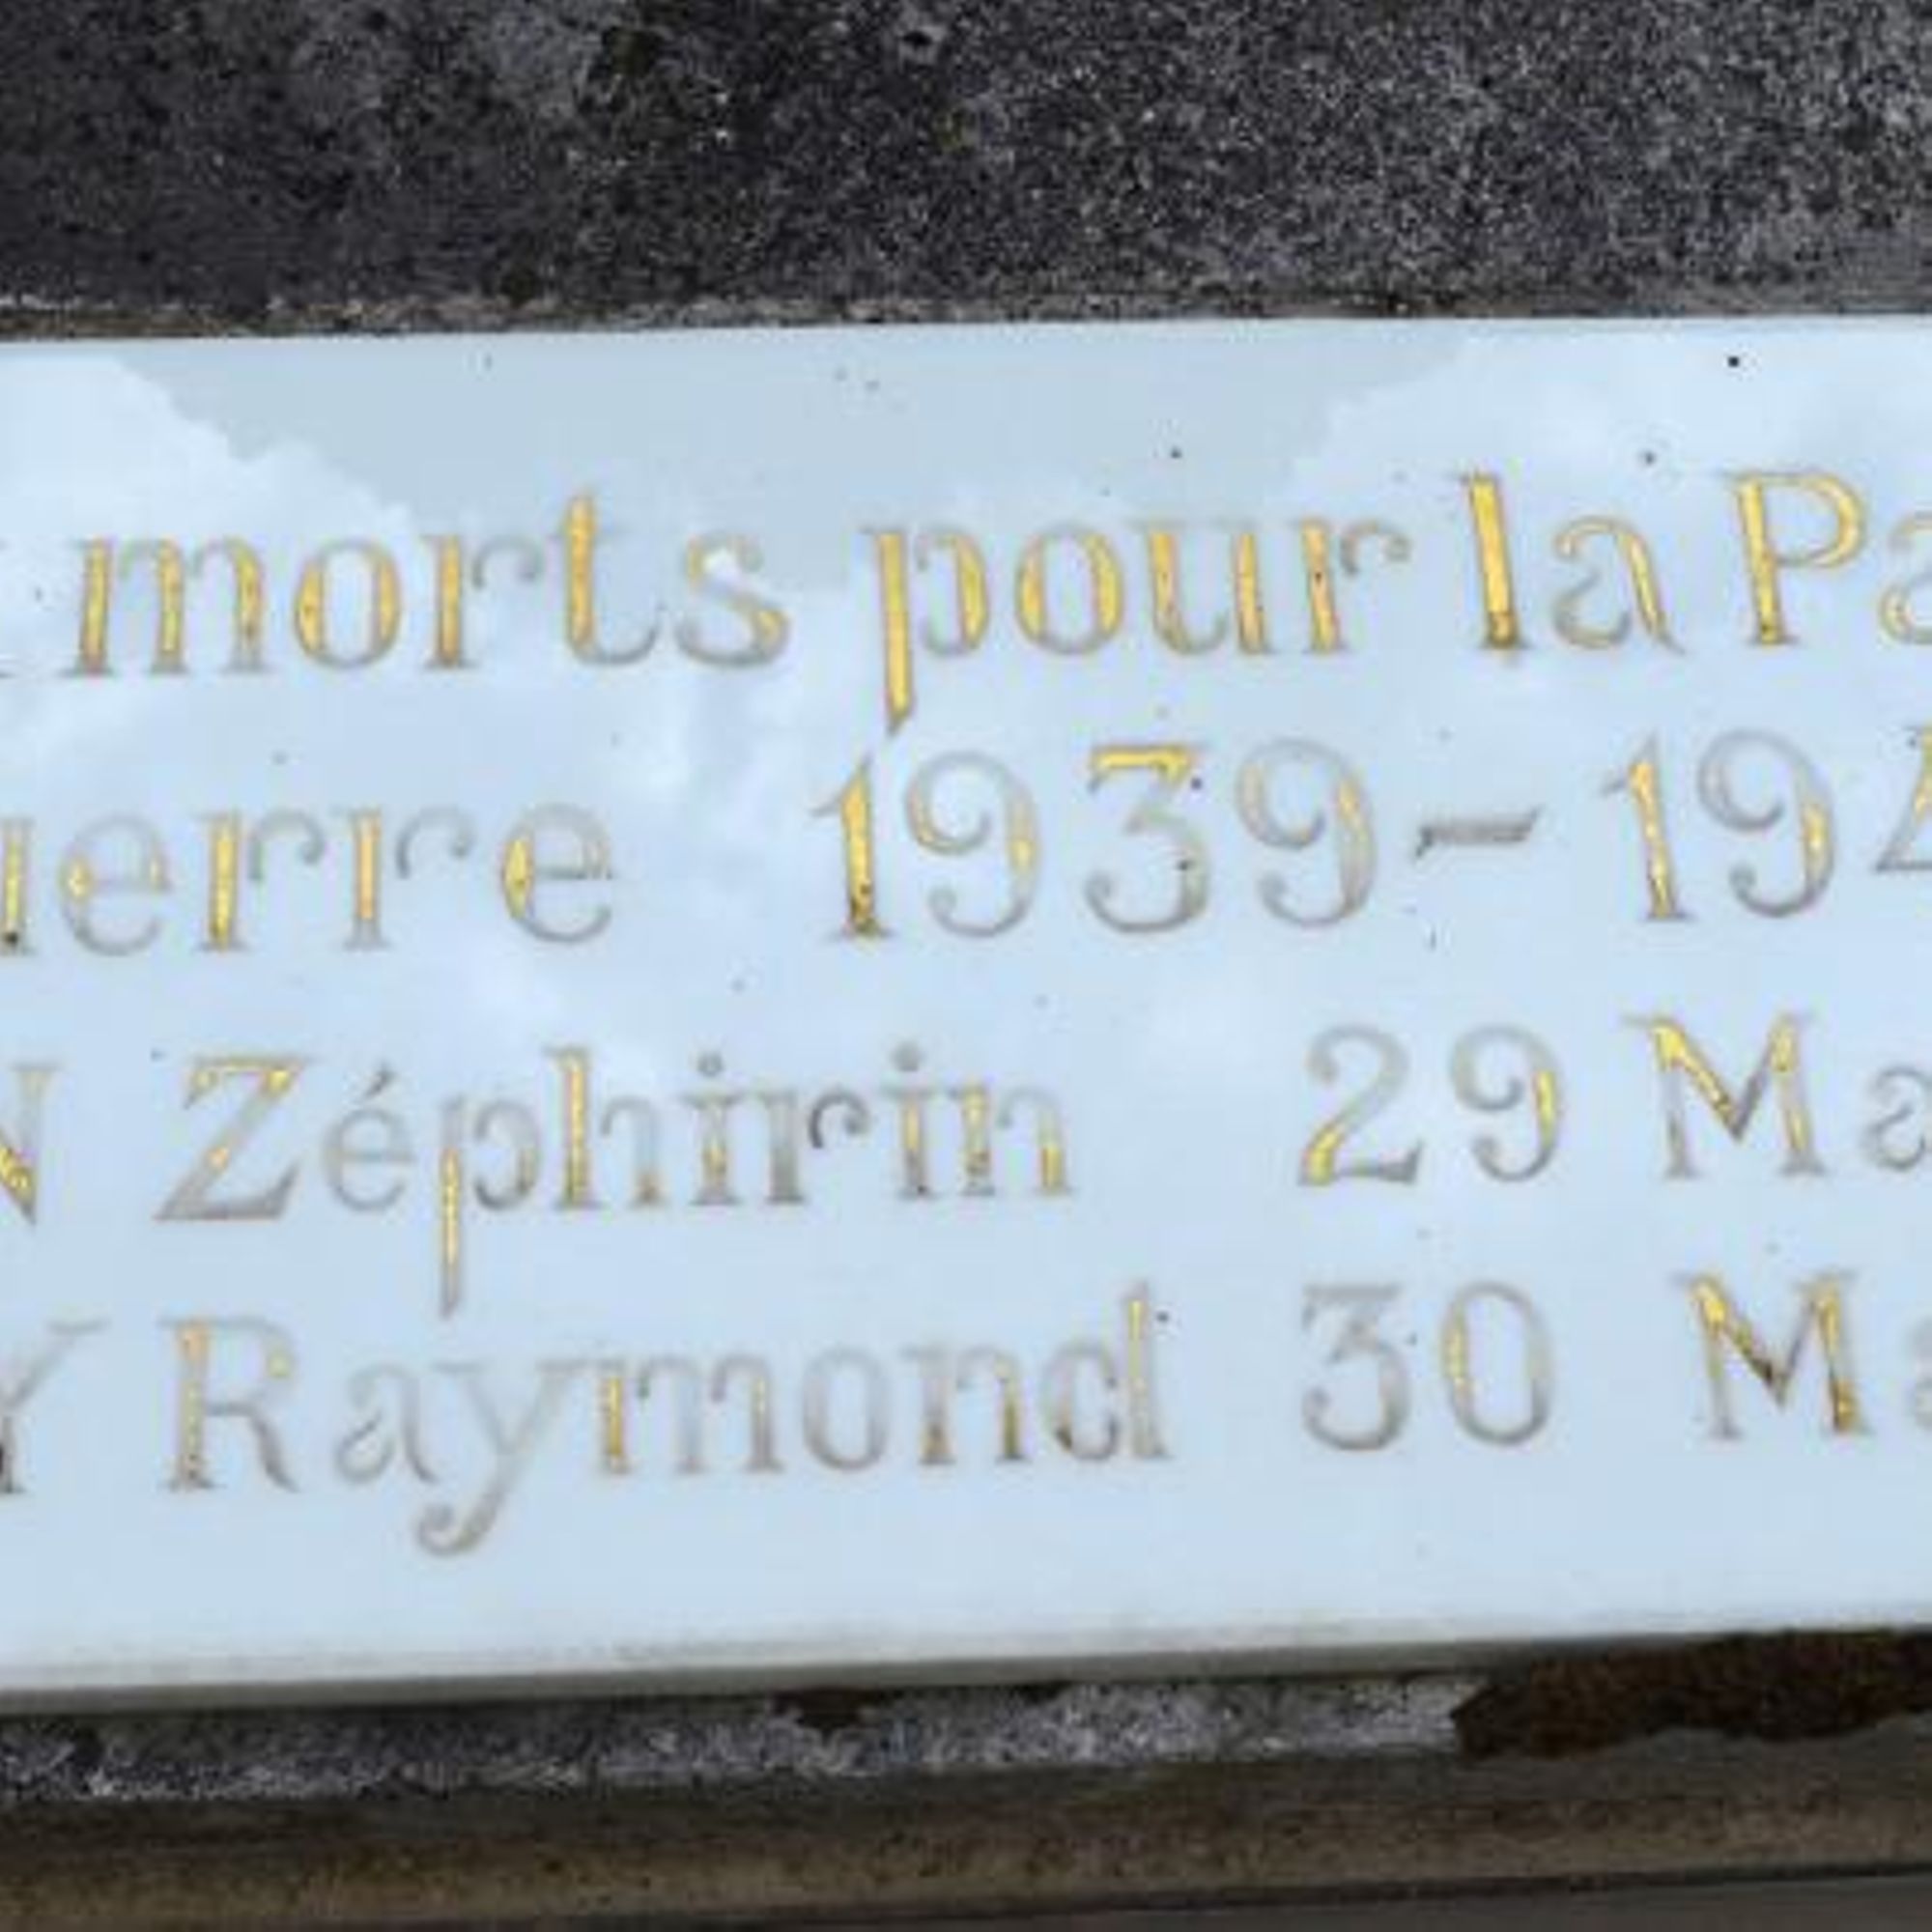 morts pour la Pa
uerre 1939-194
N Zéphirin 29 Ma
Y Raymond 30 Ma